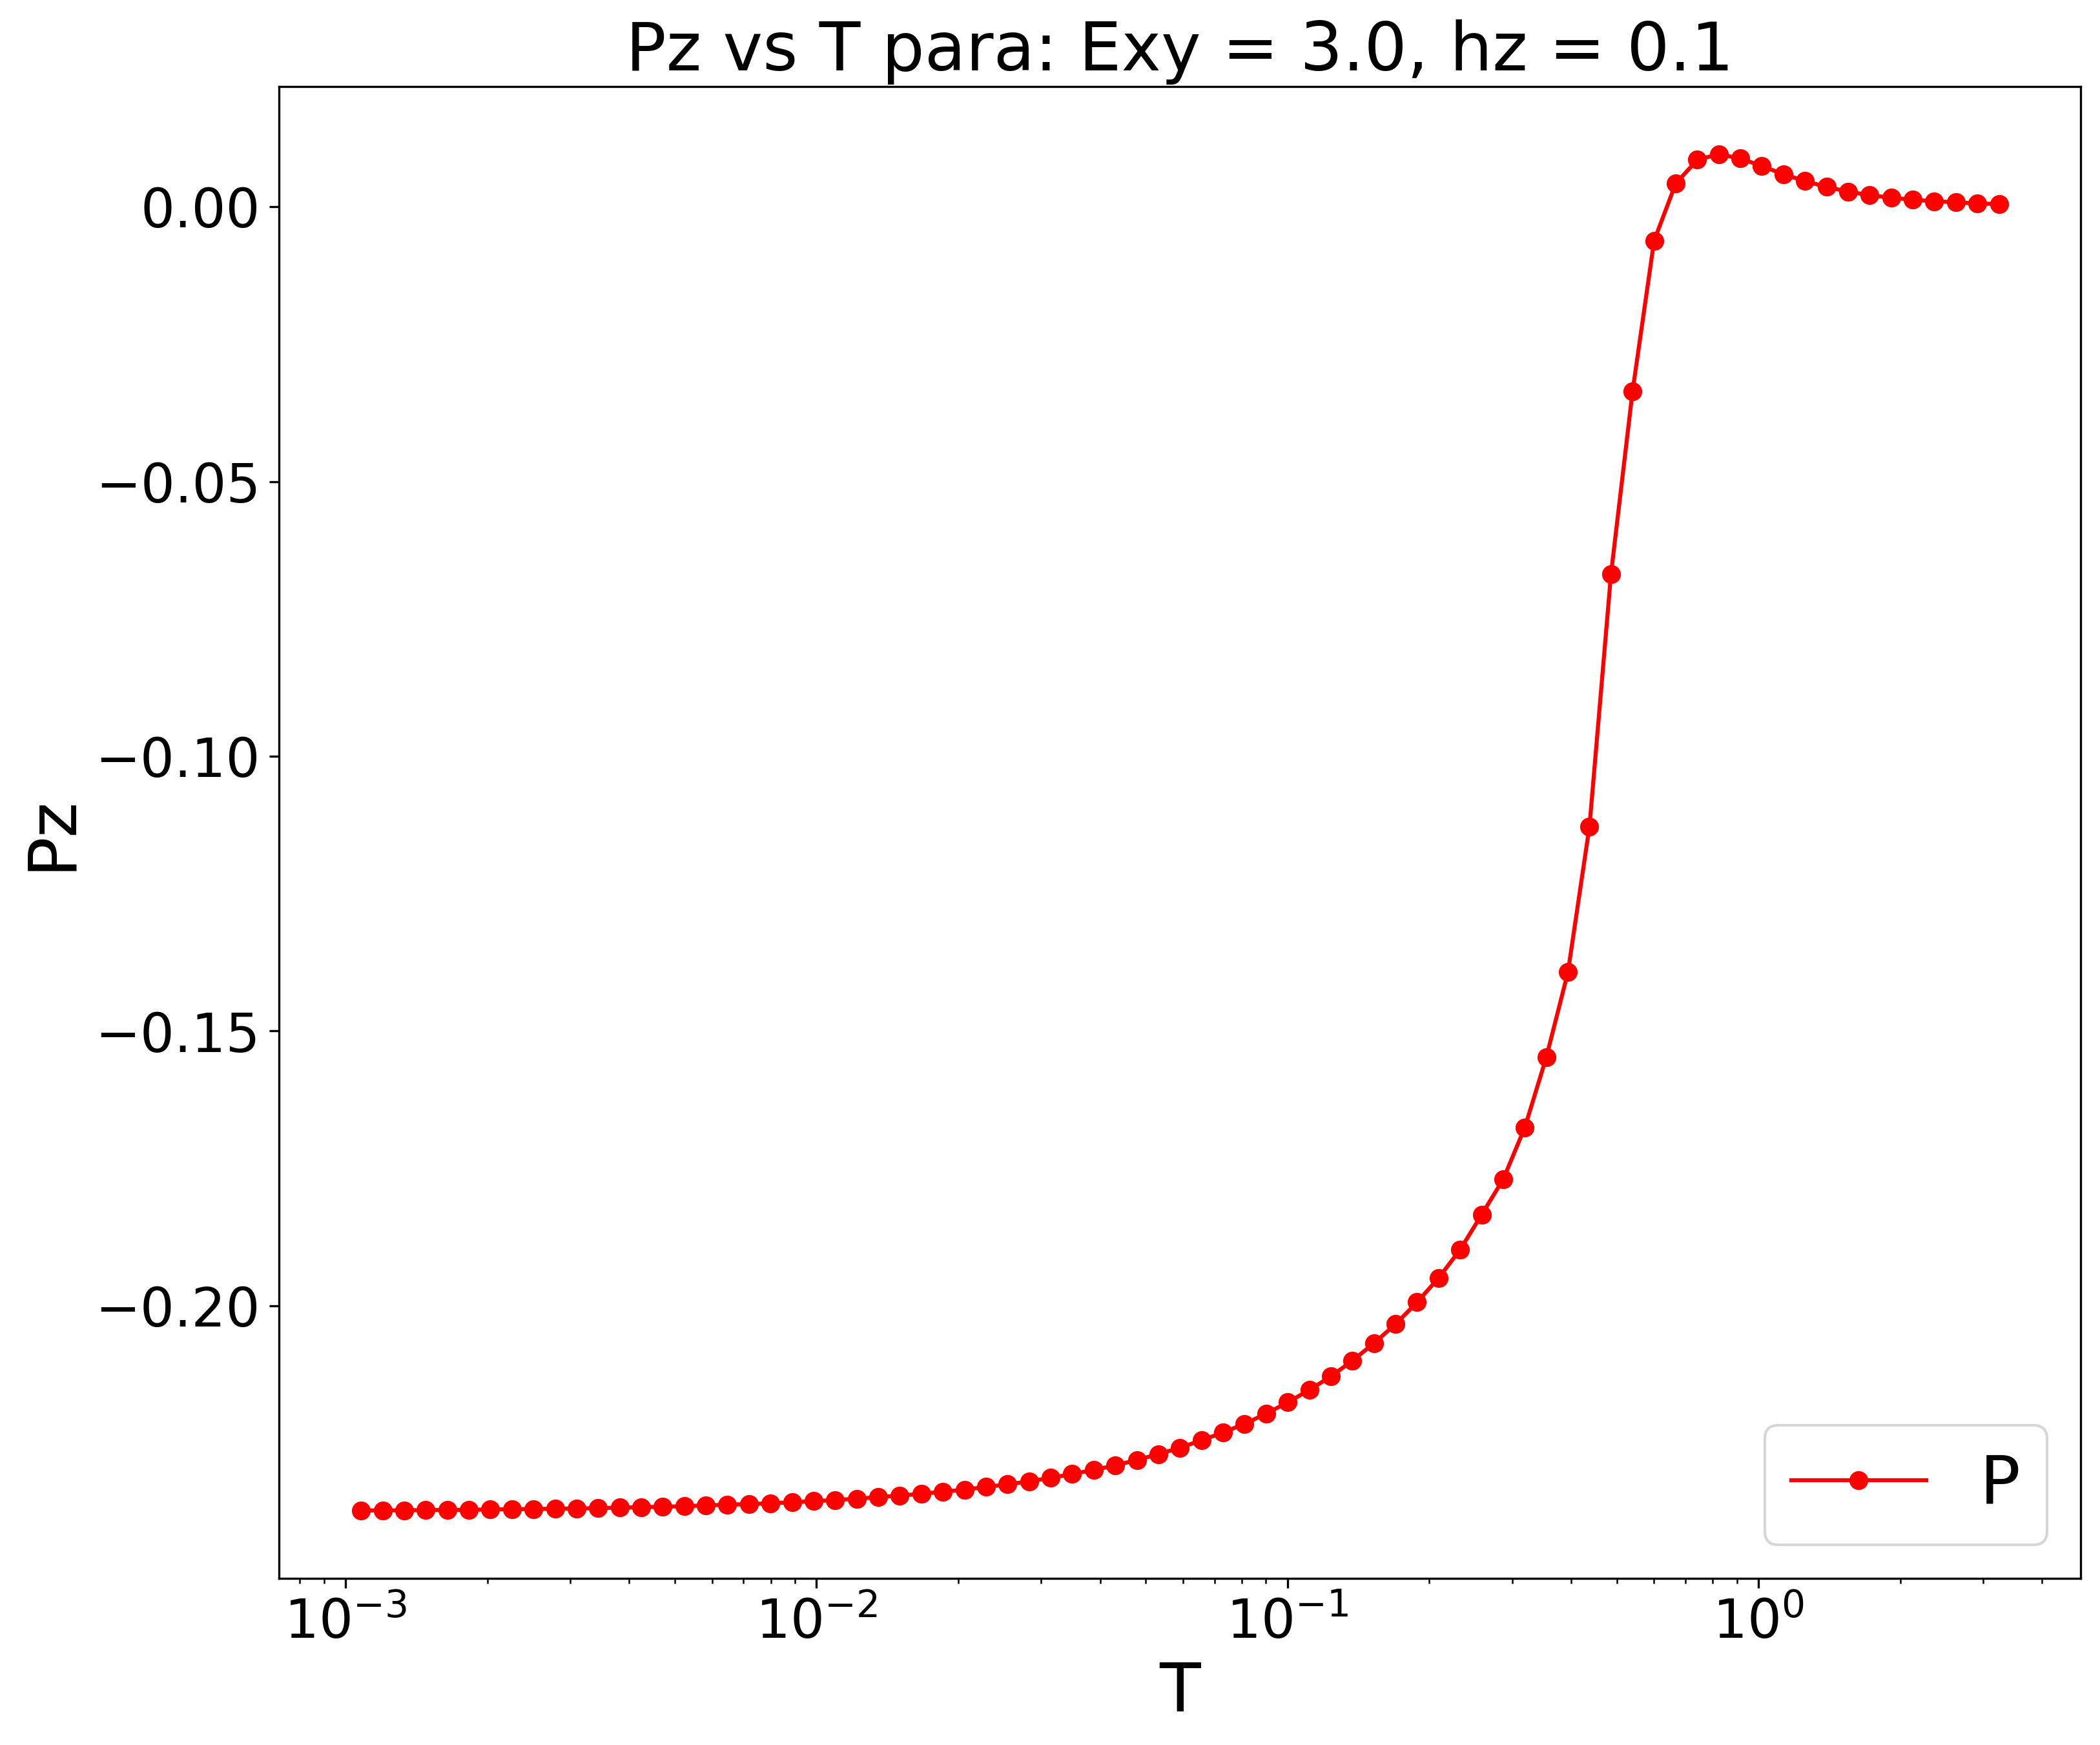 Pz vs T para: Exy = 3.0, hz = 0.1
Pz
0.00
−0.05
−0.10
−0.15
−0.20
P
10⁻³ 10⁻² 10⁻¹ 10⁰
T